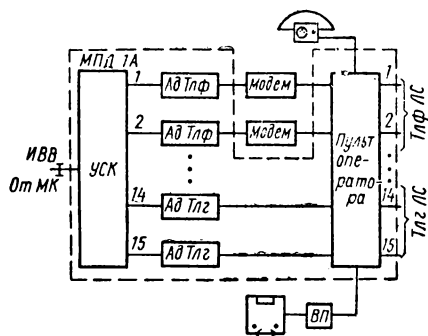 МПД 1А
1
Ад Тлф
модем
1
2
Ад Тлф
модем
2
ИВВ
От МК
УСК
Пульт
опе-
рато-
ра
14
Ад Тлг
14
15
Ад Тлг
15
Тлф ЛС
Тлг ЛС
ВП